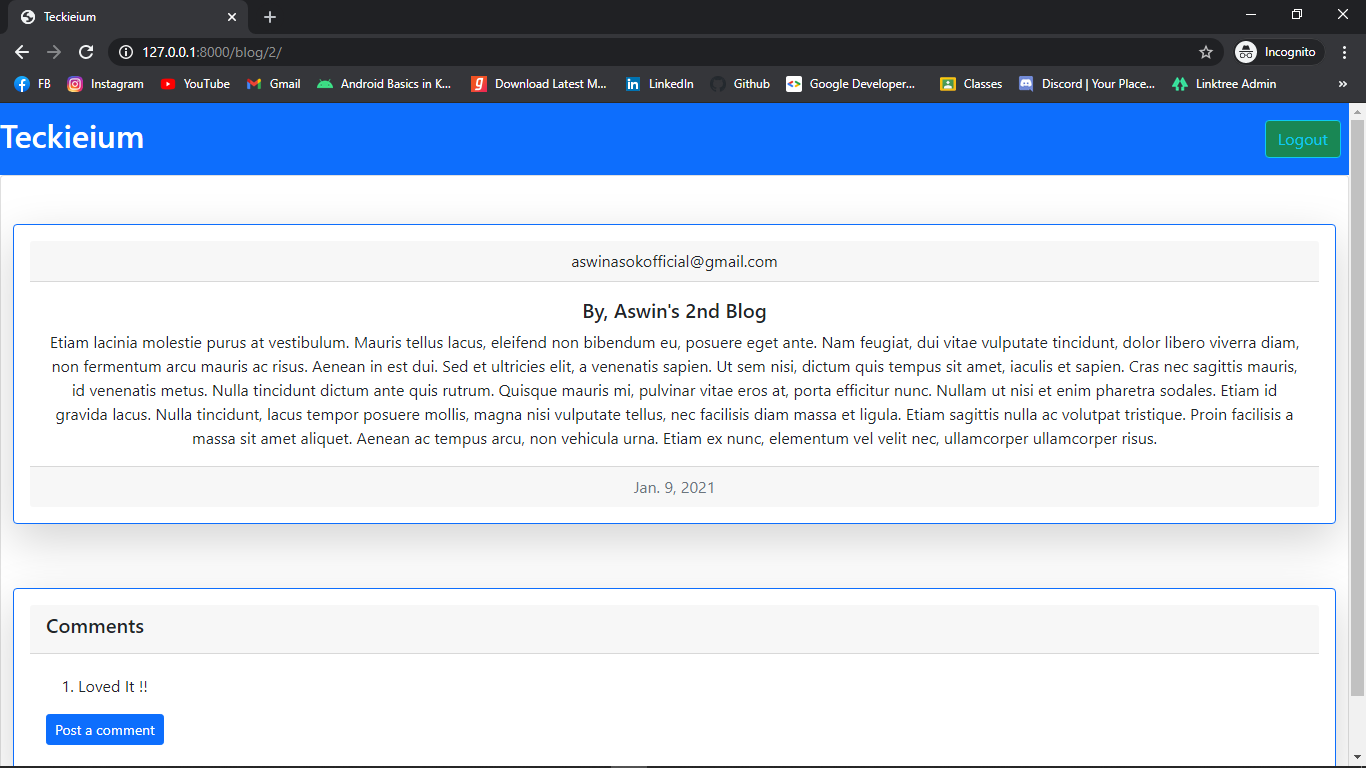 Teckieium
127.0.0.1:8000/blog/2/
Incognito
FB Instagram YouTube Gmail Android Basics in K... Download Latest M... LinkedIn Github Google Developer... Classes Discord | Your Place... Linktree Admin »
Teckieium
Logout
aswinasokofficial@gmail.com
By, Aswin's 2nd Blog
Etiam lacinia molestie purus at vestibulum. Mauris tellus lacus, eleifend non bibendum eu, posuere eget ante. Nam feugiat, dui vitae vulputate tincidunt, dolor libero viverra diam,
non fermentum arcu mauris ac risus. Aenean in est dui. Sed et ultricies elit, a venenatis sapien. Ut sem nisi, dictum quis tempus sit amet, iaculis et sapien. Cras nec sagittis mauris,
id venenatis metus. Nulla tincidunt dictum ante quis rutrum. Quisque mauris mi, pulvinar vitae eros at, porta efficitur nunc. Nullam ut nisi et enim pharetra sodales. Etiam id
gravida lacus. Nulla tincidunt, lacus tempor posuere mollis, magna nisi vulputate tellus, nec facilisis diam massa et ligula. Etiam sagittis nulla ac volutpat tristique. Proin facilisis a
massa sit amet aliquet. Aenean ac tempus arcu, non vehicula urna. Etiam ex nunc, elementum vel velit nec, ullamcorper ullamcorper risus.
Jan. 9, 2021
Comments
1. Loved It !!
Post a comment